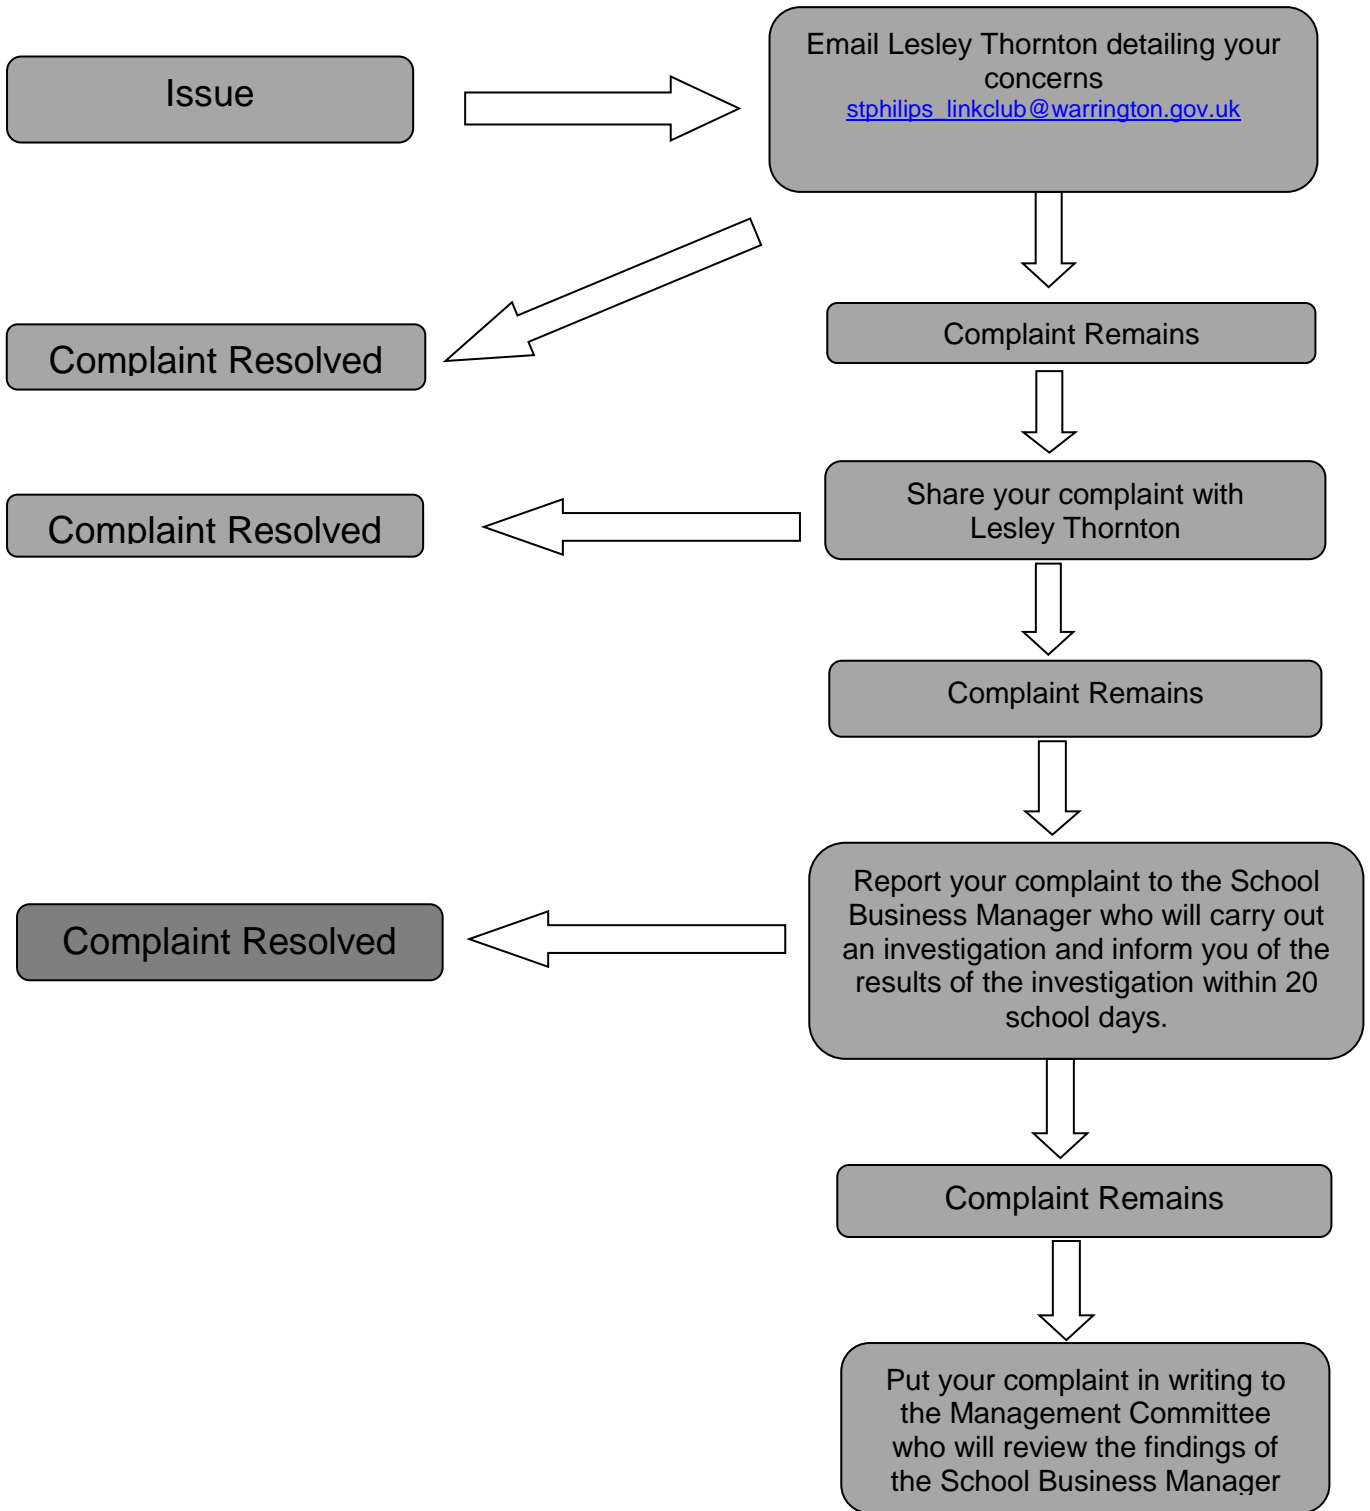 Issue
Email Lesley Thornton detailing your
concerns
stphilips_linkclub@warrington.gov.uk
Complaint Resolved
Complaint Remains
Complaint Resolved
Share your complaint with
Lesley Thornton
Complaint Remains
Complaint Resolved
Report your complaint to the School
Business Manager who will carry out
an investigation and inform you of the
results of the investigation within 20
school days.
Complaint Remains
Put your complaint in writing to
the Management Committee
who will review the findings of
the School Business Manager